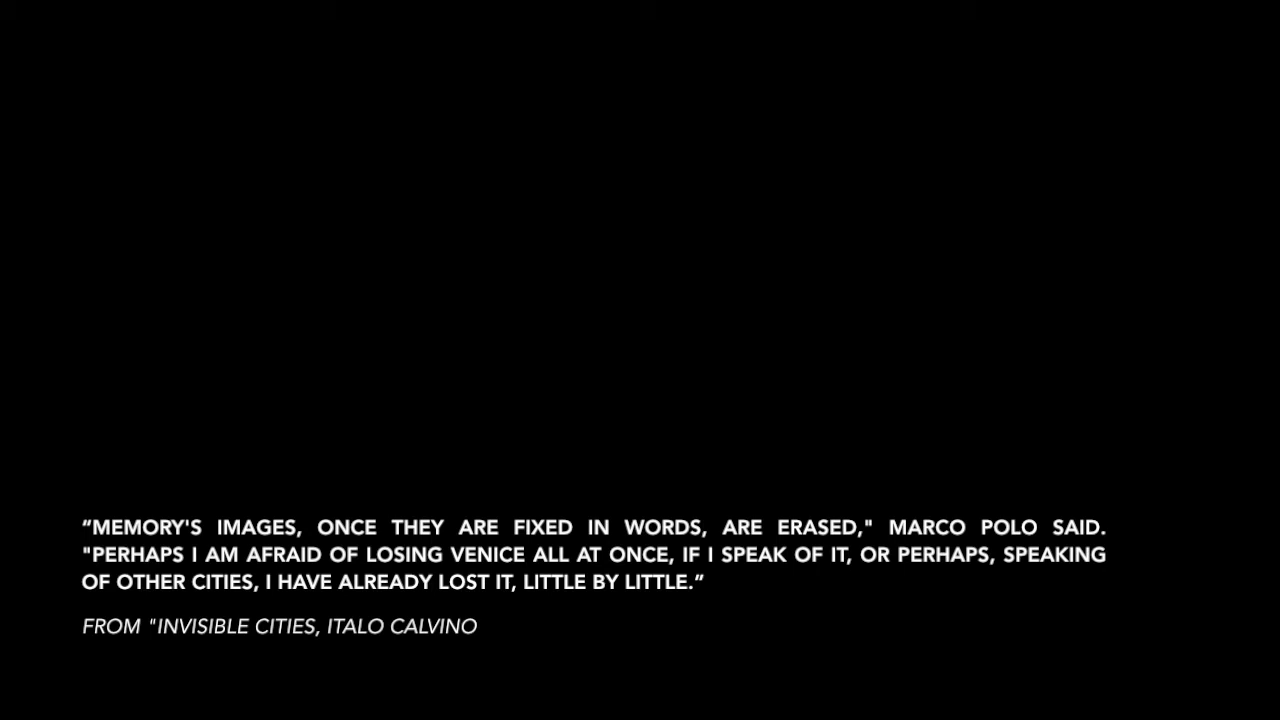 “MEMORY'S IMAGES, ONCE THEY ARE FIXED IN WORDS, ARE ERASED," MARCO POLO SAID.
"PERHAPS I AM AFRAID OF LOSING VENICE ALL AT ONCE, IF I SPEAK OF IT, OR PERHAPS, SPEAKING
OF OTHER CITIES, I HAVE ALREADY LOST IT, LITTLE BY LITTLE.”
FROM "INVISIBLE CITIES, ITALO CALVINO